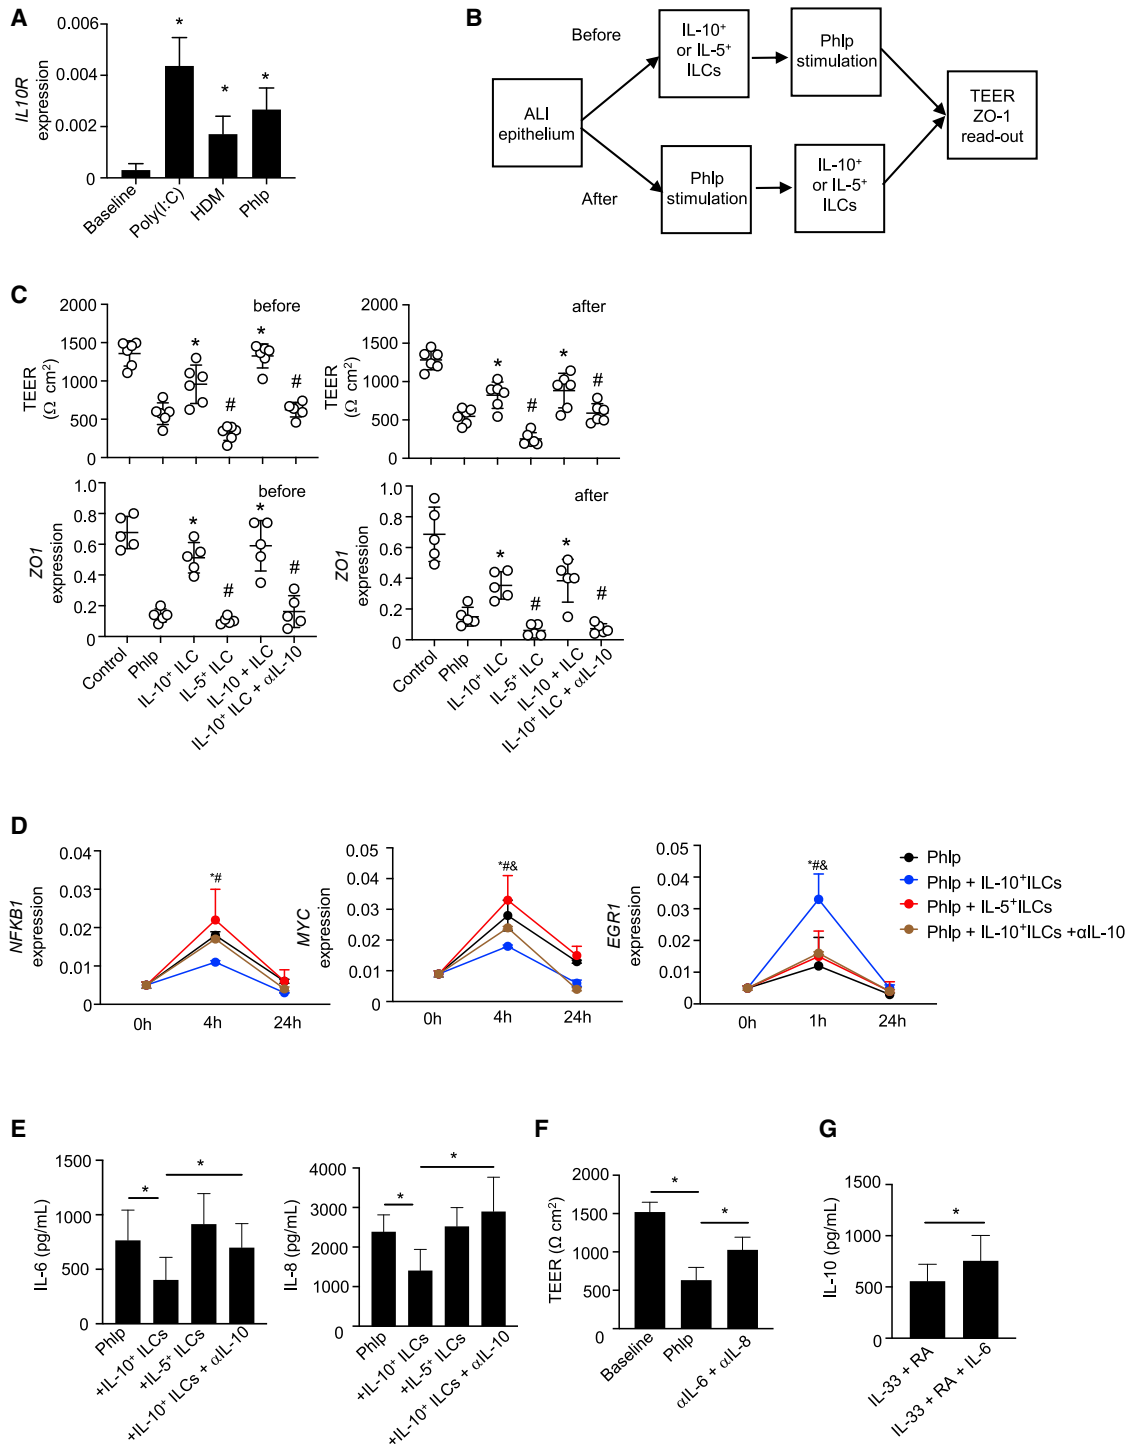 A
IL10R
expression
0.006
0.004
0.002
0
*
*
*
Baseline
Poly(I:C)
HDM
Phlp
B
Before
After
ALI
epithelium
IL-10⁺
or IL-5⁺
ILCs
Phlp
stimulation
Phlp
stimulation
IL-10⁺
or IL-5⁺
ILCs
TEER
ZO-1
read-out
C
TEER
(Ω cm²)
2000
1500
1000
500
0
before
*
#
*
#
TEER
(Ω cm²)
2000
1500
1000
500
0
after
*
#
*
#
ZO1
expression
1.0
0.8
0.6
0.4
0.2
0
before
*
#
*
#
Control
Phlp
IL-10⁺ ILC
IL-5⁺ ILC
IL-10 + ILC
IL-10⁺ ILC + αIL-10
ZO1
expression
1.0
0.8
0.6
0.4
0.2
0
after
*
#
*
#
Control
Phlp
IL-10⁺ ILC
IL-5⁺ ILC
IL-10 + ILC
IL-10⁺ ILC + αIL-10
D
NFKB1
expression
0.04
0.03
0.02
0.01
0
*#
0h
4h
24h
MYC
expression
0.05
0.04
0.03
0.02
0.01
0
*#&
0h
4h
24h
EGR1
expression
0.05
0.04
0.03
0.02
0.01
0
*#&
0h
1h
24h
Phlp
Phlp + IL-10⁺ILCs
Phlp + IL-5⁺ILCs
Phlp + IL-10⁺ILCs +αIL-10
E
IL-6
(pg/mL)
1500
1000
500
0
*
*
Phlp
+IL-10⁺ ILCs
+IL-5⁺ ILCs
+IL-10⁺ ILCs + αIL-10
IL-8
(pg/mL)
4000
3000
2000
1000
0
*
*
Phlp
+IL-10⁺ ILCs
+IL-5⁺ ILCs
+IL-10⁺ ILCs + αIL-10
F
TEER (Ω cm²)
2000
1500
1000
500
0
*
*
Baseline
Phlp
αIL-6 + αIL-8
G
IL-10 (pg/mL)
1500
1000
500
0
*
IL-33 + RA
IL-33 + RA + IL-6